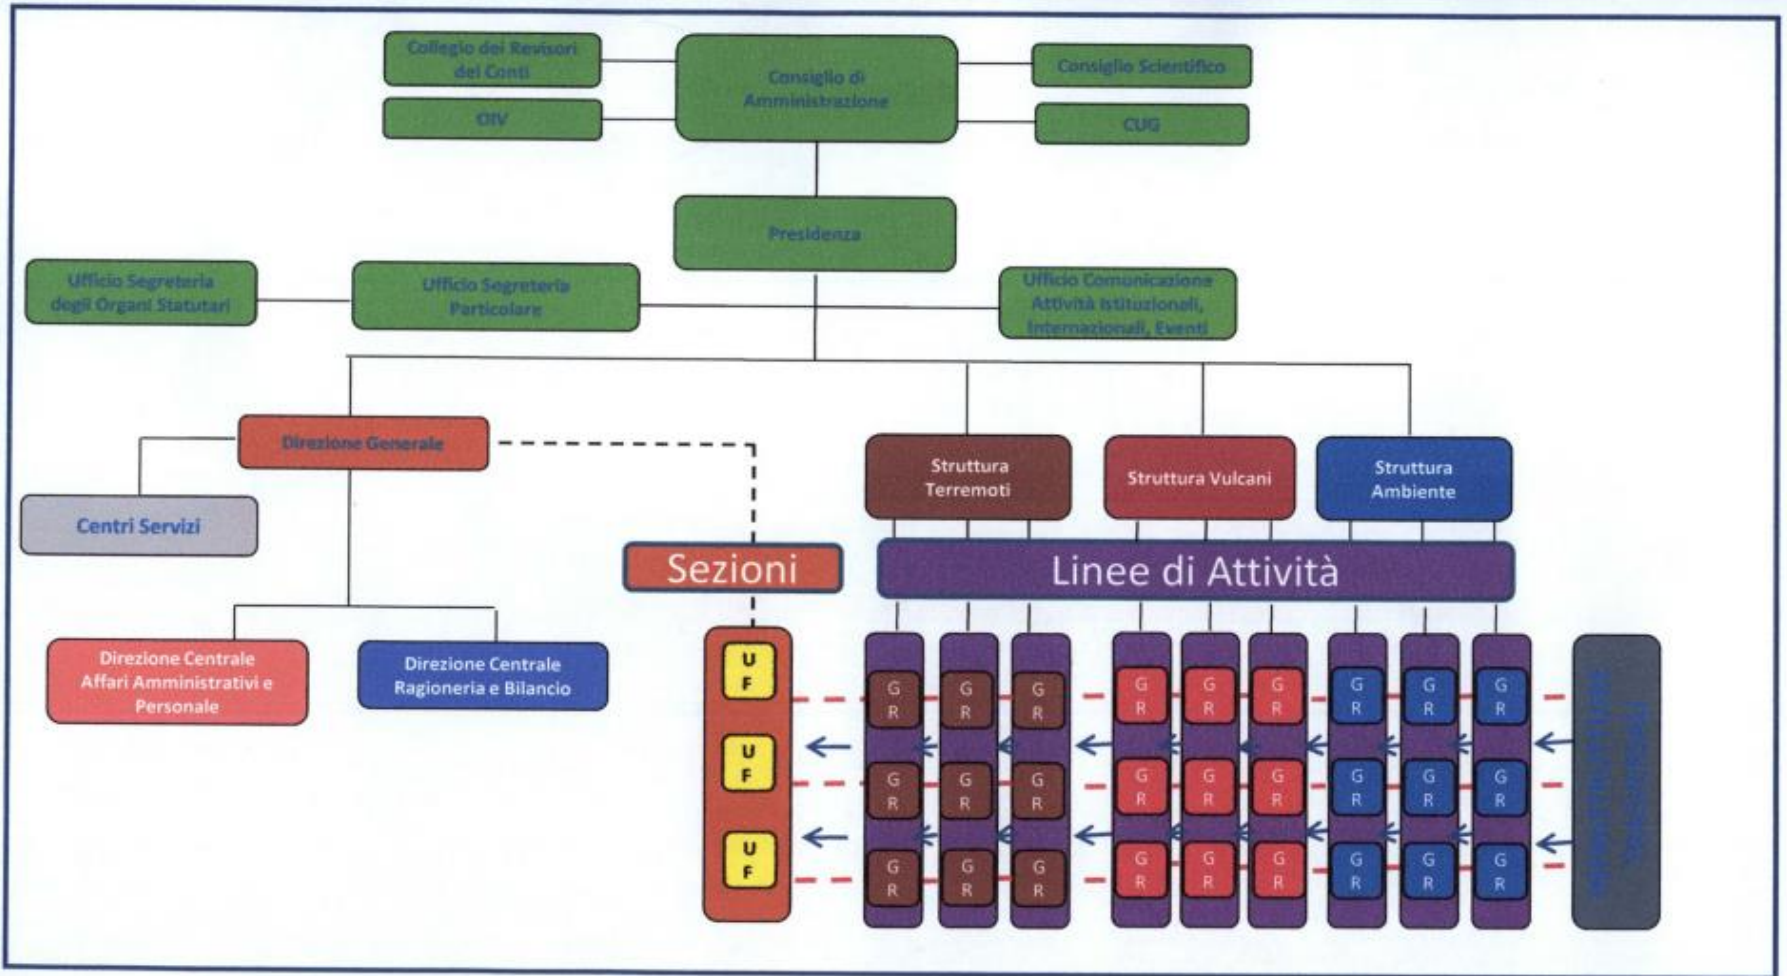 Collegio dei Revisori
dei Conti
Consiglio di
Amministrazione
Consiglio Scientifico
OIV
CUG
Presidenza
Ufficio Segreteria
degli Organi Statutari
Ufficio Segreteria
Particolare
Ufficio Comunicazione
Attività Istituzionali,
Internazionali, Eventi
Direzione Generale
Struttura
Terremoti
Struttura Vulcani
Struttura
Ambiente
Centri Servizi
Sezioni
Linee di Attività
Direzione Centrale
Affari Amministrativi e
Personale
Direzione Centrale
Ragioneria e Bilancio
U
F
G
R
G
R
G
R
G
R
G
R
G
R
G
R
G
R
G
R
U
F
G
R
G
R
G
R
G
R
G
R
G
R
G
R
G
R
G
R
U
F
G
R
G
R
G
R
G
R
G
R
G
R
G
R
G
R
G
R